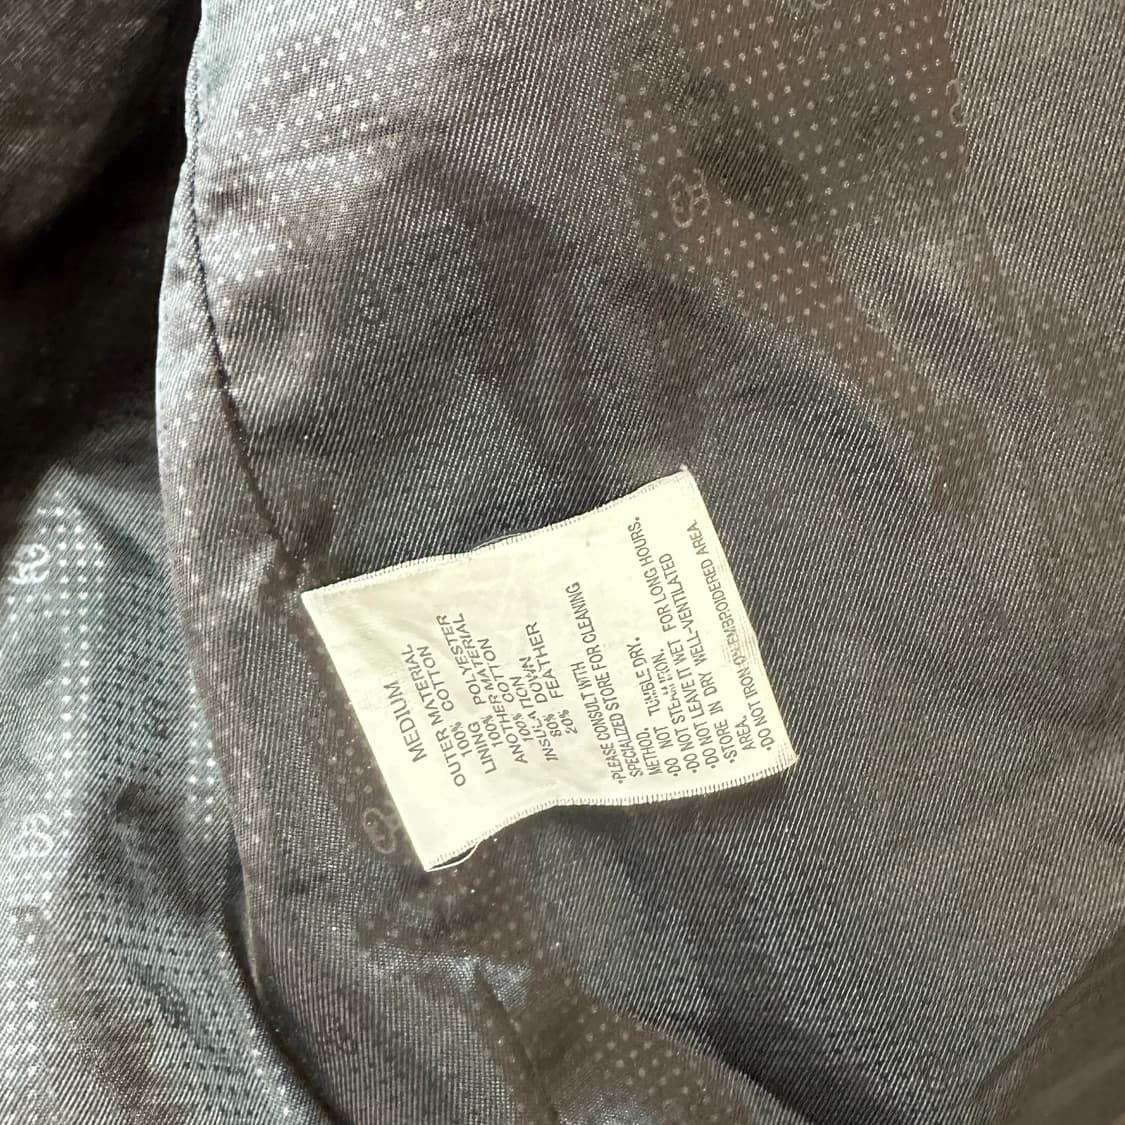 MEDIUM
OUTER MATERIAL
100% COTTON
LINING
100% POLYESTER
ANOTHER MATERIAL
100% COTTON
INSULATION
80% DOWN
20% FEATHER
•PLEASE CONSULT WITH
SPECIALIZED STORE FOR CLEANING
METHOD.
DO NOT TUMBLE DRY.
•DO NOT
•DO NOT LEAVE IT WET FOR LONG HOURS.
•STORE IN DRY WELL-VENTILATED
AREA.
•DO NOT IRON ON EMBROIDERED AREA.